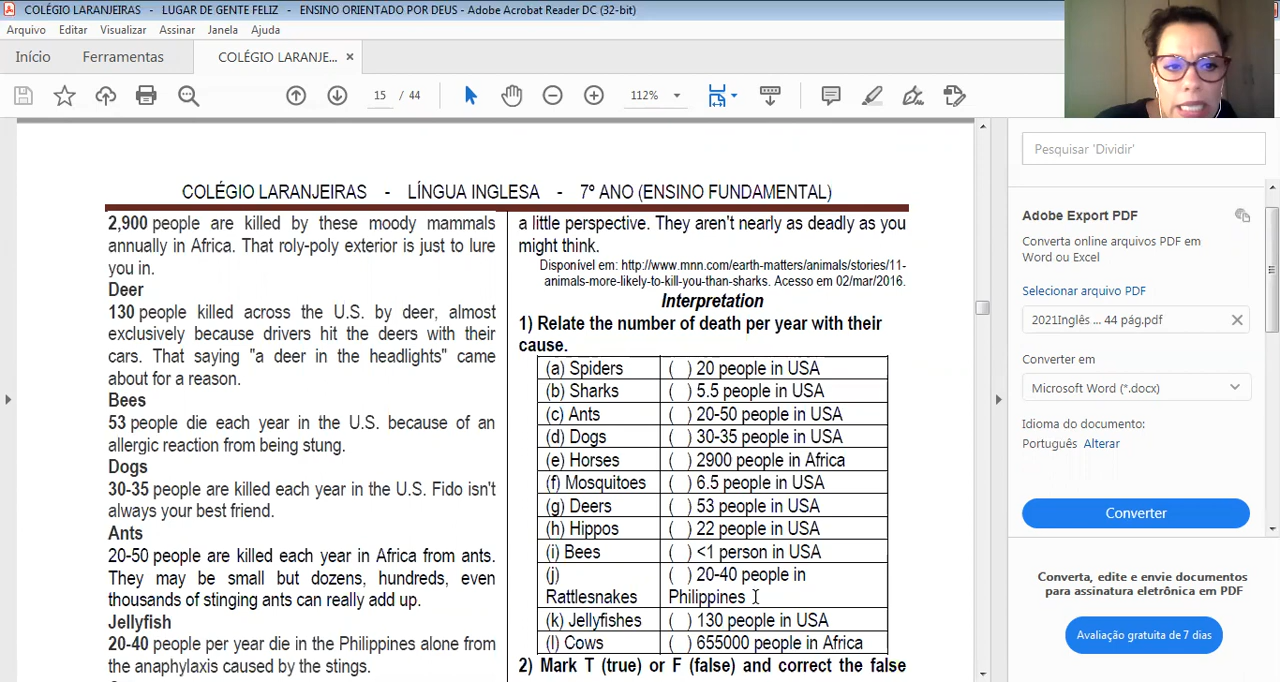 COLÉGIO LARANJEIRAS - LUGAR DE GENTE FELIZ - ENSINO ORIENTADO POR DEUS - Adobe Acrobat Reader DC (32-bit)
Arquivo Editar Visualizar Assinar Janela Ajuda
Início Ferramentas COLÉGIO LARANJE... ×
15 / 44 112%
COLÉGIO LARANJEIRAS - LÍNGUA INGLESA - 7º ANO (ENSINO FUNDAMENTAL)
2,900 people are killed by these moody mammals
annually in Africa. That roly-poly exterior is just to lure
you in.
Deer
130 people killed across the U.S. by deer, almost
exclusively because drivers hit the deers with their
cars. That saying "a deer in the headlights" came
about for a reason.
Bees
53 people die each year in the U.S. because of an
allergic reaction from being stung.
Dogs
30-35 people are killed each year in the U.S. Fido isn't
always your best friend.
Ants
20-50 people are killed each year in Africa from ants.
They may be small but dozens, hundreds, even
thousands of stinging ants can really add up.
Jellyfish
20-40 people per year die in the Philippines alone from
the anaphylaxis caused by the stings.
a little perspective. They aren't nearly as deadly as you
might think.
Disponível em: http://www.mnn.com/earth-matters/animals/stories/11-
animals-more-likely-to-kill-you-than-sharks. Acesso em 02/mar/2016.
Interpretation
1) Relate the number of death per year with their
cause.
(a) Spiders ( ) 20 people in USA
(b) Sharks ( ) 5.5 people in USA
(c) Ants ( ) 20-50 people in USA
(d) Dogs ( ) 30-35 people in USA
(e) Horses ( ) 2900 people in Africa
(f) Mosquitoes ( ) 6.5 people in USA
(g) Deers ( ) 53 people in USA
(h) Hippos ( ) 22 people in USA
(i) Bees ( ) <1 person in USA
(j) ( ) 20-40 people in
Rattlesnakes Philippines
(k) Jellyfishes ( ) 130 people in USA
(l) Cows ( ) 655000 people in Africa
2) Mark T (true) or F (false) and correct the false
Pesquisar 'Dividir'
Adobe Export PDF
Converta online arquivos PDF em
Word ou Excel
Selecionar arquivo PDF
2021Inglês ... 44 pág.pdf
Converter em
Microsoft Word (*.docx)
Idioma do documento:
Português Alterar
Converter
Converta, edite e envie documentos
para assinatura eletrônica em PDF
Avaliação gratuita de 7 dias